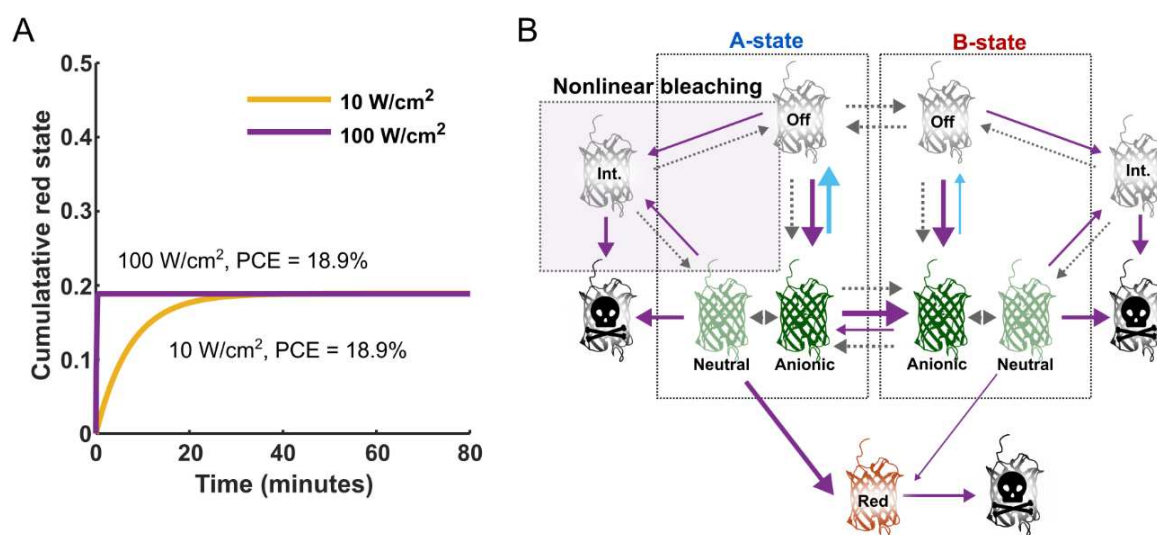 A
Cumulatative red state
0.5
0.4
0.3
0.2
0.1
0
0
20
40
60
80
Time (minutes)
10 W/cm²
100 W/cm²
100 W/cm², PCE = 18.9%
10 W/cm², PCE = 18.9%
B
A-state
B-state
Nonlinear bleaching
Off
Off
Int.
Int.
Neutral
Anionic
Anionic
Neutral
Red